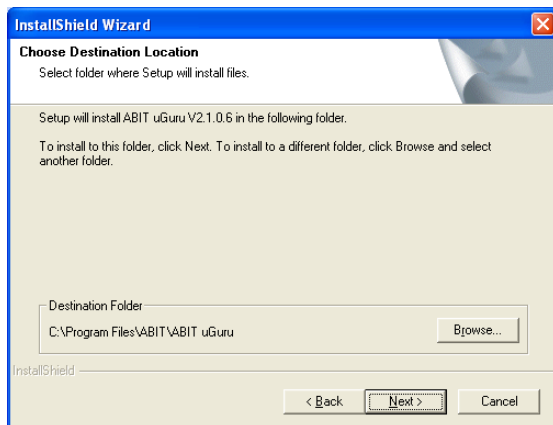 InstallShield Wizard
Choose Destination Location
Select folder where Setup will install files.
Setup will install ABIT uGuru V2.1.0.6 in the following folder.
To install to this folder, click Next. To install to a different folder, click Browse and select
another folder.
Destination Folder
C:\Program Files\ABIT\ABIT uGuru
Browse...
InstallShield
< Back
Next >
Cancel